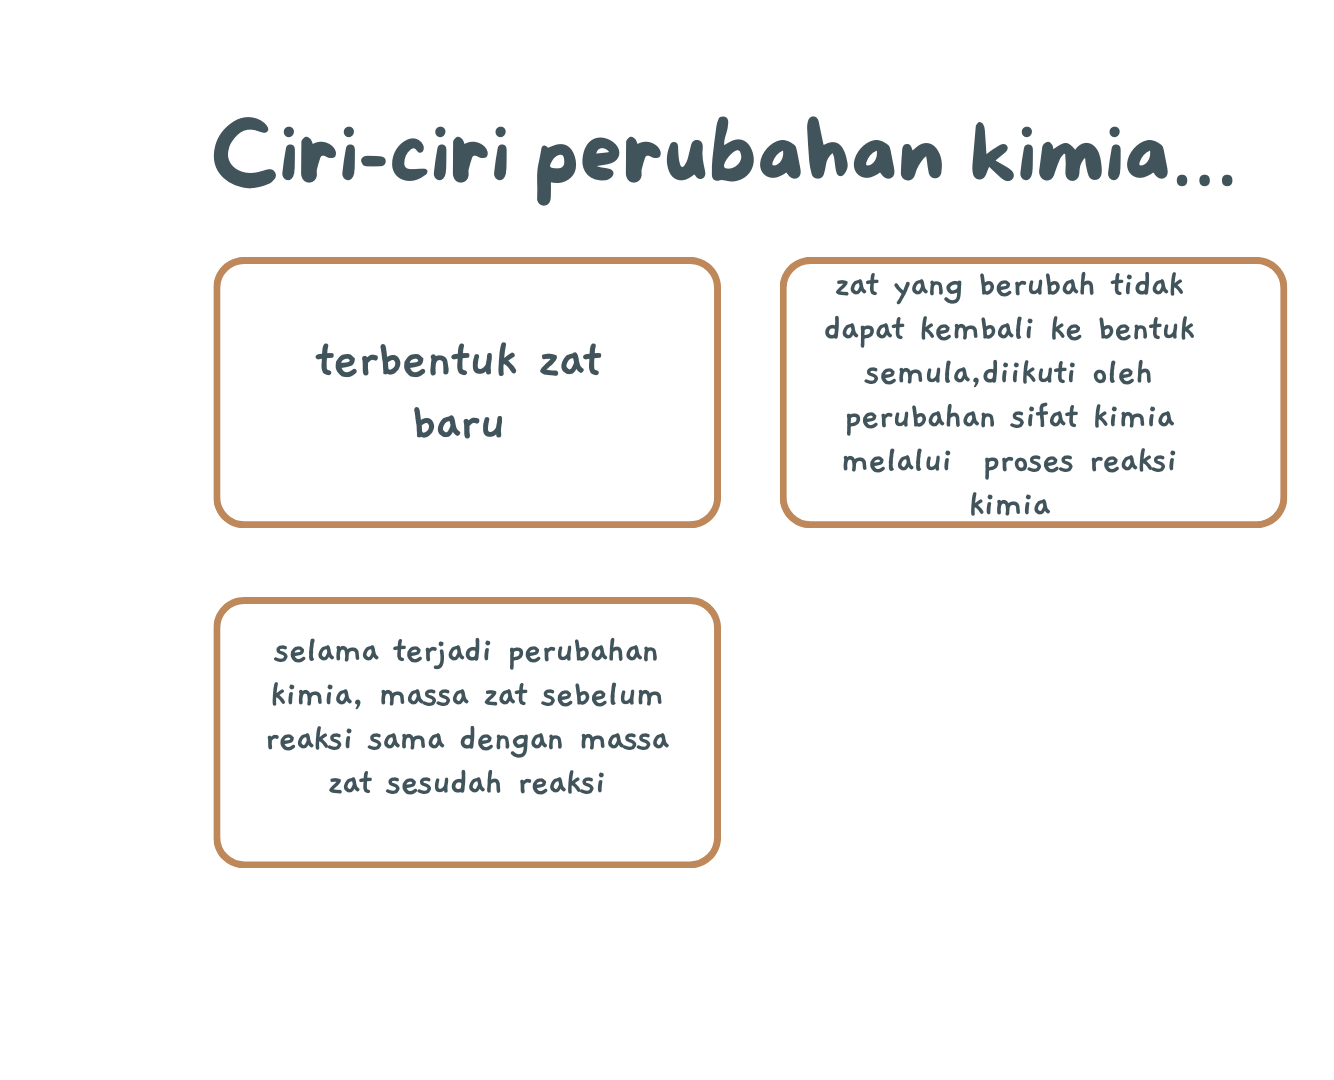 Ciri-ciri perubahan kimia...
terbentuk zat
baru
zat yang berubah tidak
dapat kembali ke bentuk
semula,diikuti oleh
perubahan sifat kimia
melalui proses reaksi
kimia
selama terjadi perubahan
kimia, massa zat sebelum
reaksi sama dengan massa
zat sesudah reaksi